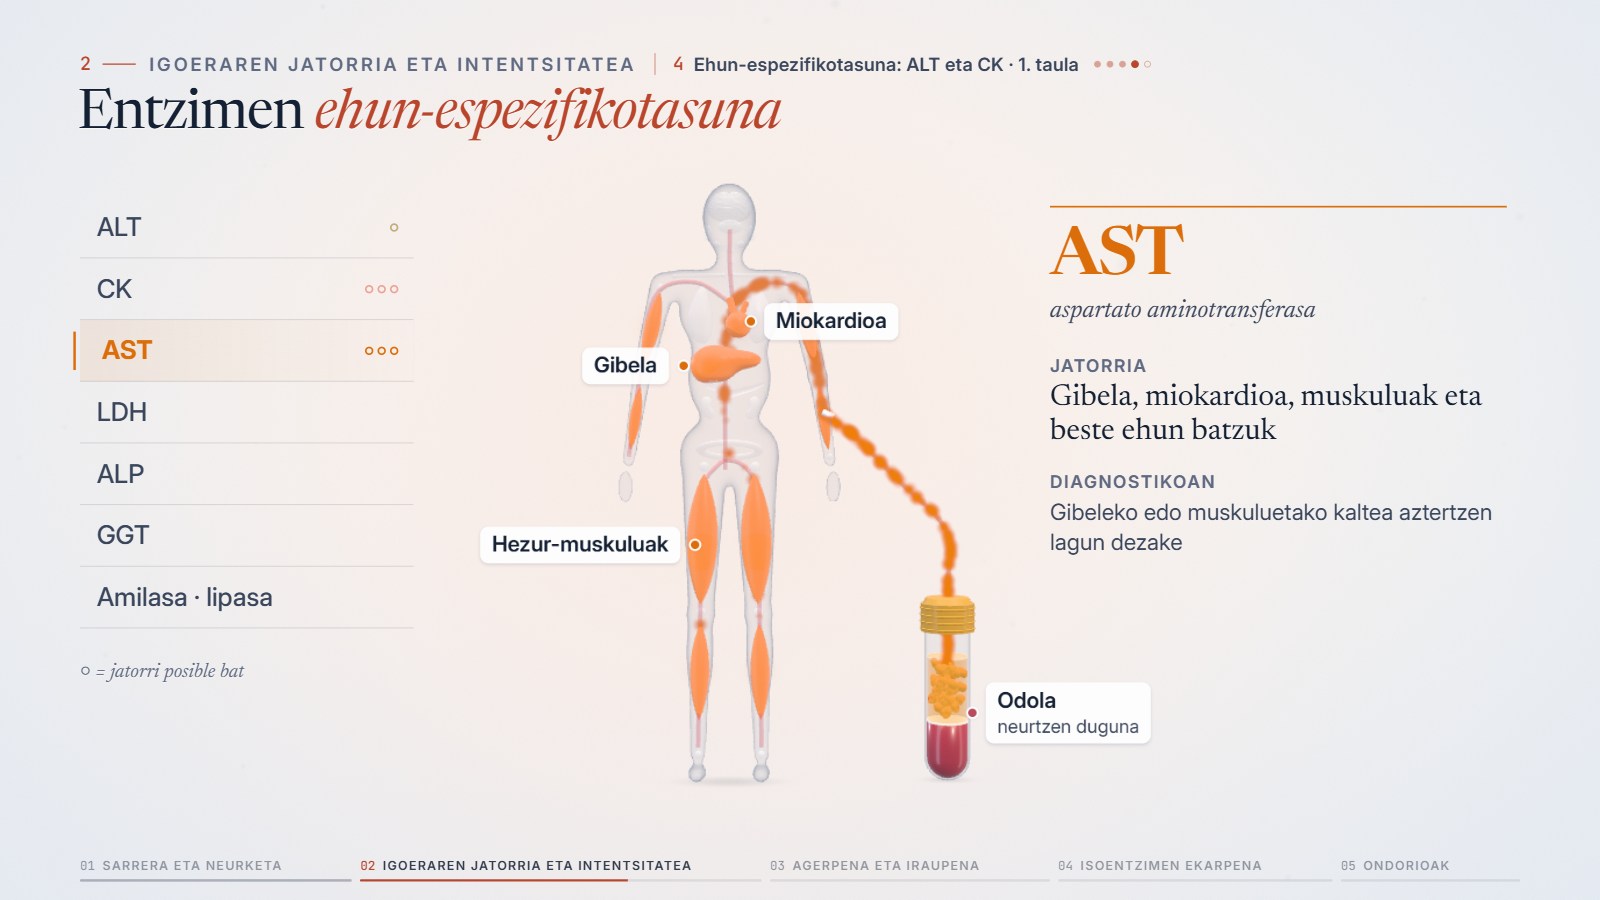 2 — IGOERAREN JATORRIA ETA INTENTSITATEA | 4 Ehun-espezifikotasuna: ALT eta CK · 1. taula
Entzimen ehun-espezifikotasuna
ALT
CK
AST
LDH
ALP
GGT
Amilasa · lipasa
= jatorri posible bat
Miokardioa
Gibela
Hezur-muskuluak
Odola
neurtzen duguna
AST
aspartato aminotransferasa
JATORRIA
Gibela, miokardioa, muskuluak eta
beste ehun batzuk
DIAGNOSTIKOAN
Gibeleko edo muskuluetako kaltea aztertzen
lagun dezake
01 SARRERA ETA NEURKETA
02 IGOERAREN JATORRIA ETA INTENTSITATEA
03 AGERPENA ETA IRAUPENA
04 ISOENTZIMEN EKARPENA
05 ONDORIOAK